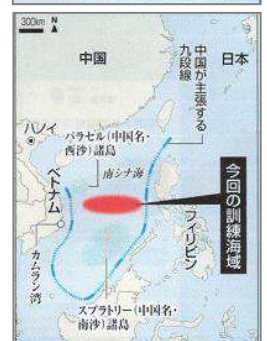 300km N
中国
日本
中国が主張する
九段線
ハノイ
パラセル(中国名・
西沙)諸島
南シナ海
ベトナム
今回の訓練海域
フィリピン
カムラン湾
スプラトリー(中国名・
南沙)諸島